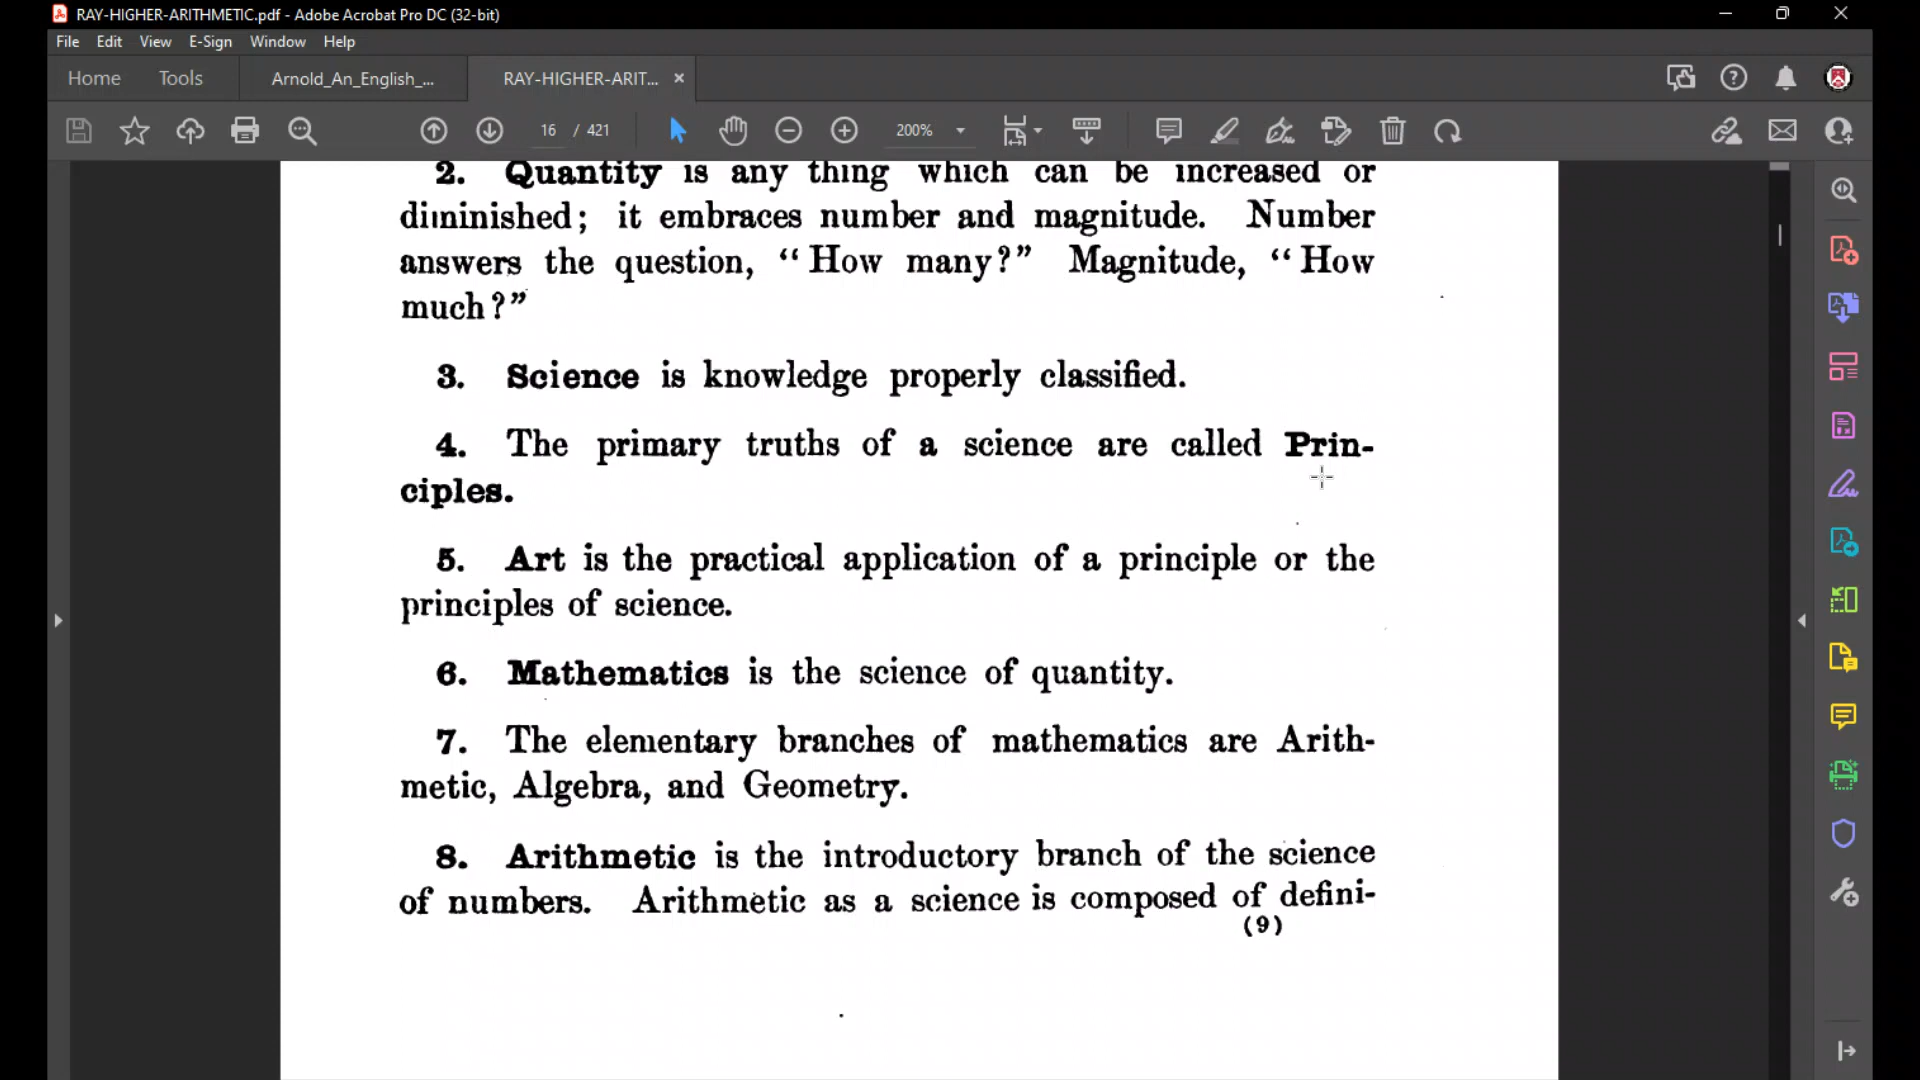 RAY-HIGHER-ARITHMETIC.pdf - Adobe Acrobat Pro DC (32-bit)
File Edit View E-Sign Window Help
Home Tools Arnold_An_English_... RAY-HIGHER-ARIT... ×
16 / 421 200%
2. Quantity is any thing which can be increased or
diminished; it embraces number and magnitude. Number
answers the question, “How many?” Magnitude, “How
much?”
3. Science is knowledge properly classified.
4. The primary truths of a science are called Prin-
ciples.
5. Art is the practical application of a principle or the
principles of science.
6. Mathematics is the science of quantity.
7. The elementary branches of mathematics are Arith-
metic, Algebra, and Geometry.
8. Arithmetic is the introductory branch of the science
of numbers. Arithmetic as a science is composed of defini-
(9)